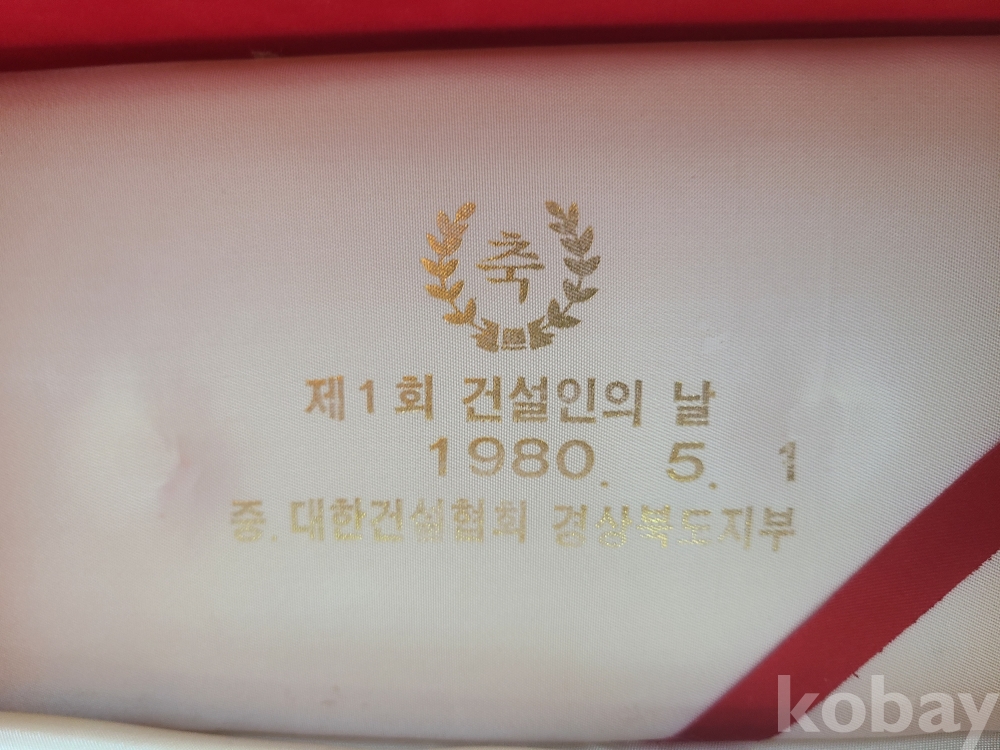 축
제1회 건설인의 날
1980. 5. 1
증. 대한건설협회 경상북도지부
kobay